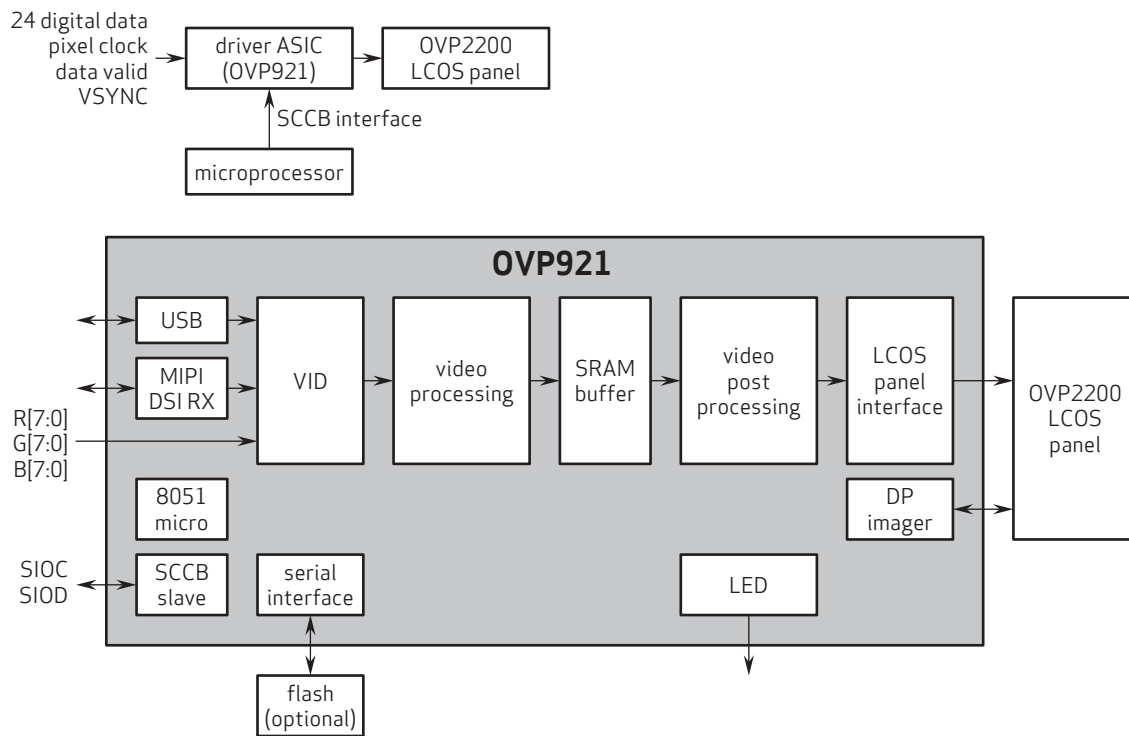 24 digital data
pixel clock
data valid
VSYNC
driver ASIC
(OVP921)
OVP2200
LCOS panel
SCCB interface
microprocessor
OVP921
USB
MIPI
DSI RX
R[7:0]
G[7:0]
B[7:0]
VID
video
processing
SRAM
buffer
video
post
processing
LCOS
panel
interface
OVP2200
LCOS
panel
8051
micro
DP
imager
SIOC
SIOD
SCCB
slave
serial
interface
LED
flash
(optional)